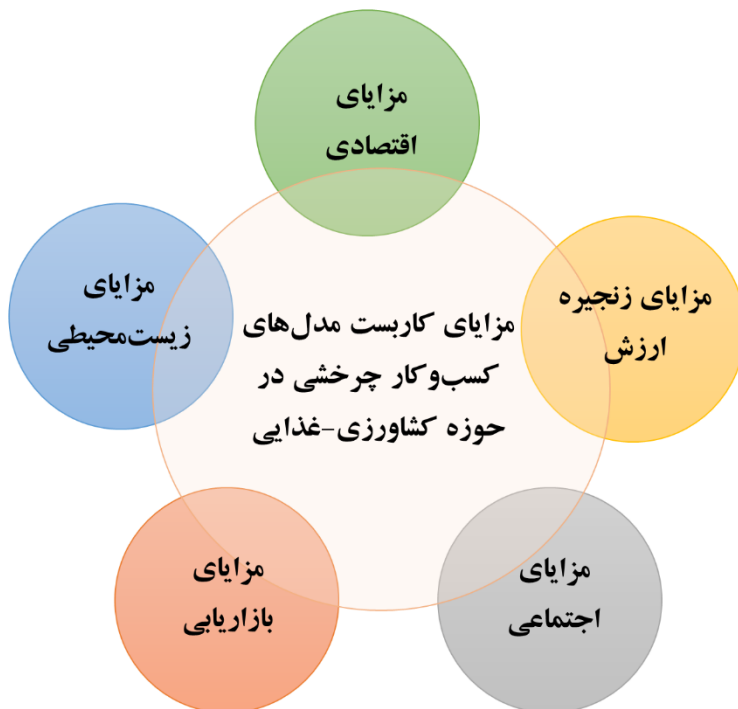 مزایای
اقتصادی
مزایای زنجیره
ارزش
مزایای
زیست‌محیطی
مزایای کاربست مدل‌های
کسب‌وکار چرخشی در
حوزه کشاورزی-غذایی
مزایای
اجتماعی
مزایای
بازاریابی